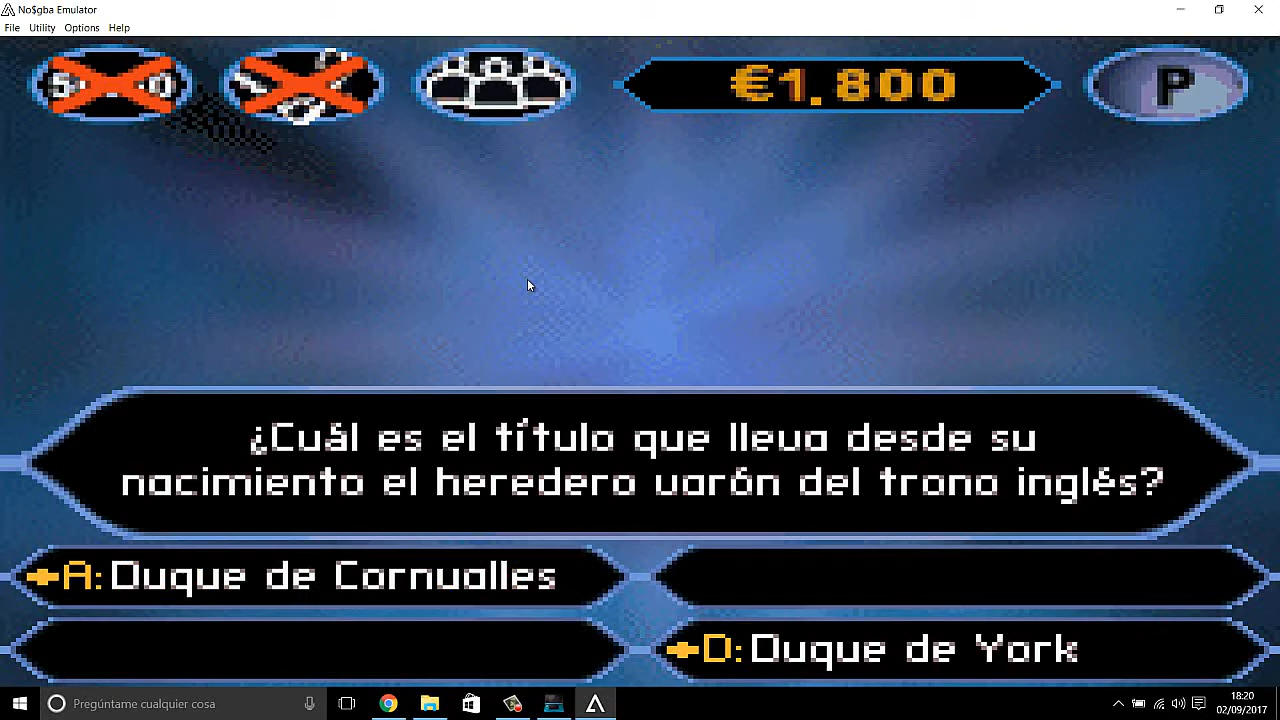 No$gba Emulator
File Utility Options Help
€1.800
P
¿Cuál es el título que lleva desde su
nacimiento el heredero varón del trono inglés?
A: Duque de Cornualles
D: Duque de York
Pregúntame cualquier cosa
18:20
02/09/2017